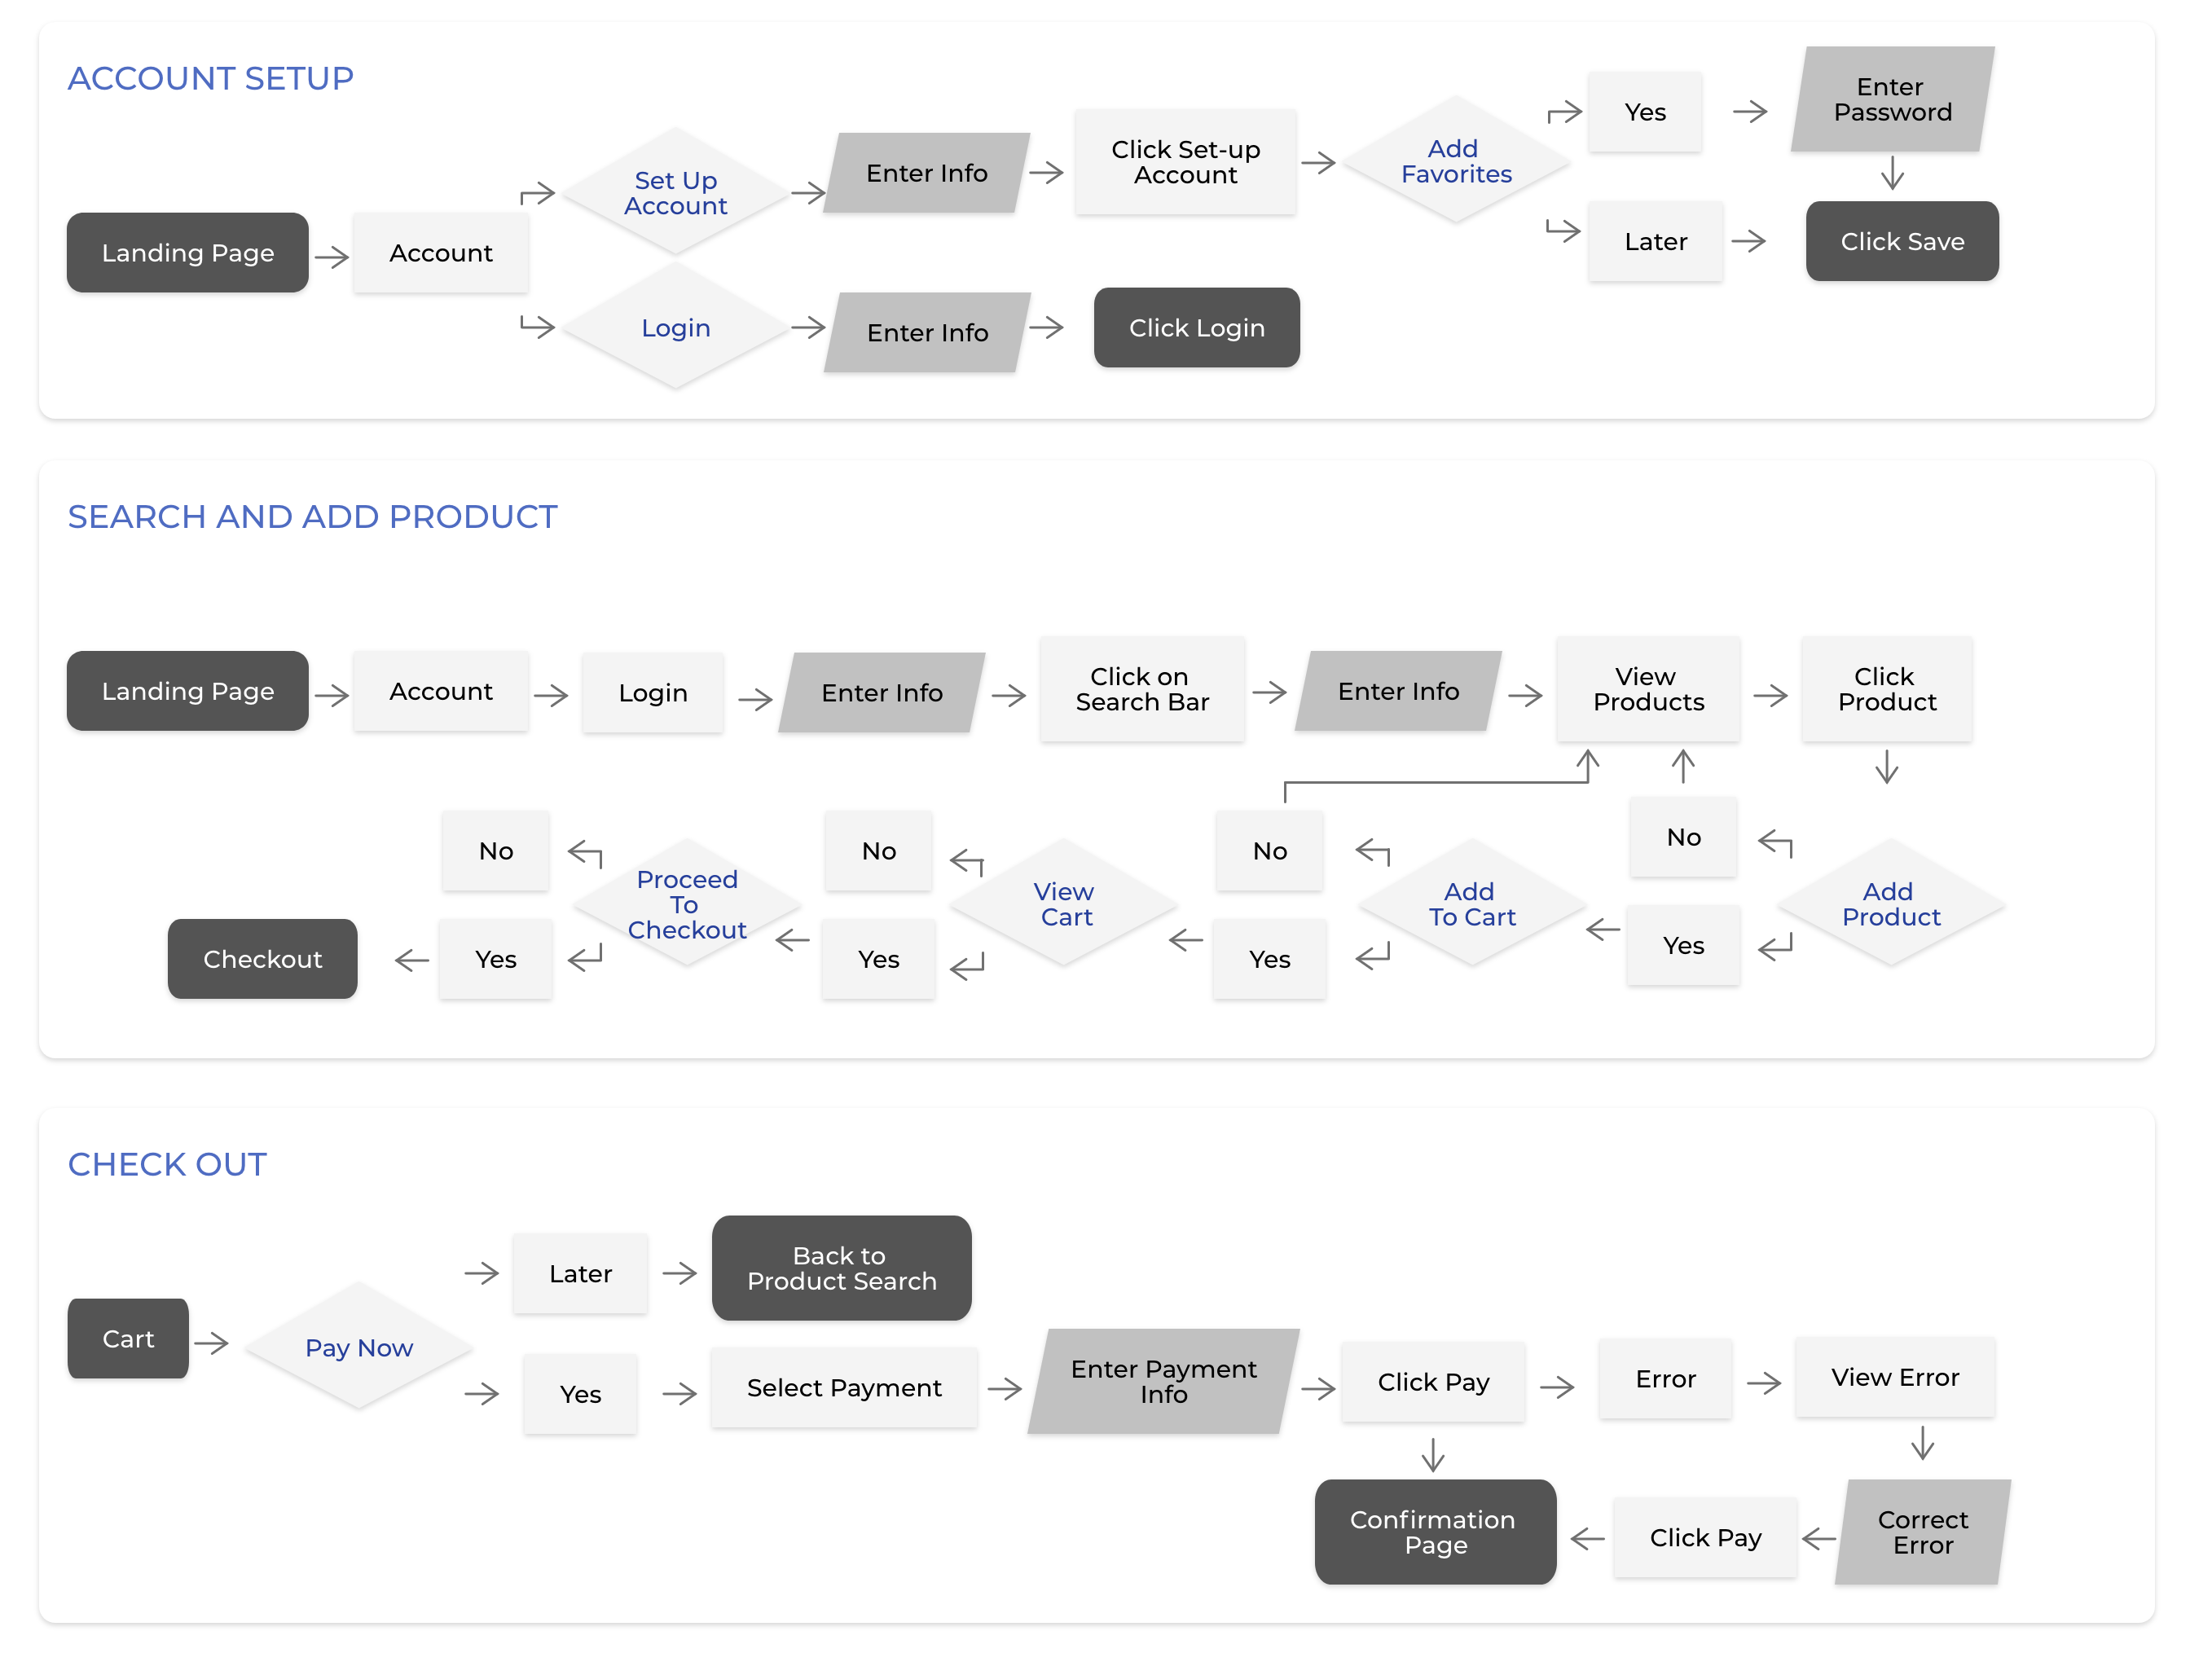 ACCOUNT SETUP
Landing Page
Account
Set Up
Account
Enter Info
Click Set-up
Account
Add
Favorites
Yes
Enter
Password
Later
Click Save
Login
Enter Info
Click Login
SEARCH AND ADD PRODUCT
Landing Page
Account
Login
Enter Info
Click on
Search Bar
Enter Info
View
Products
Click
Product
Add
Product
No
Yes
Add
To Cart
No
Yes
View
Cart
No
Yes
Proceed
To
Checkout
No
Yes
Checkout
CHECK OUT
Cart
Pay Now
Later
Back to
Product Search
Yes
Select Payment
Enter Payment
Info
Click Pay
Error
View Error
Correct
Error
Click Pay
Confirmation
Page